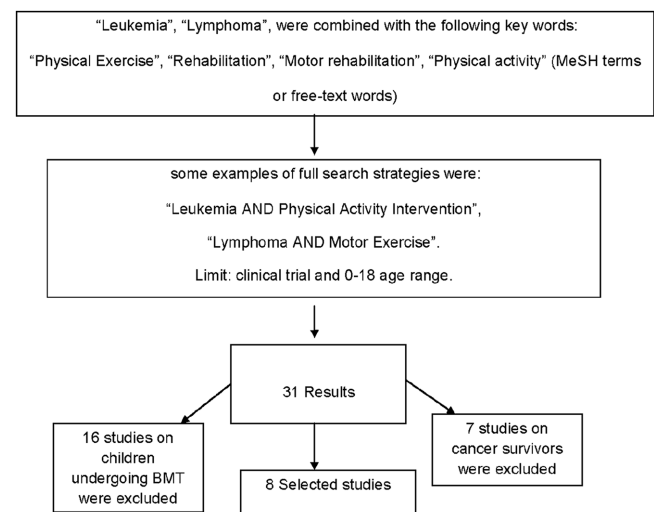 “Leukemia”, “Lymphoma”, were combined with the following key words:
“Physical Exercise”, “Rehabilitation”, “Motor rehabilitation”, “Physical activity” (MeSH terms
or free-text words)
some examples of full search strategies were:
“Leukemia AND Physical Activity Intervention”,
“Lymphoma AND Motor Exercise”.
Limit: clinical trial and 0-18 age range.
31 Results
16 studies on
children
undergoing BMT
were excluded
8 Selected studies
7 studies on
cancer survivors
were excluded